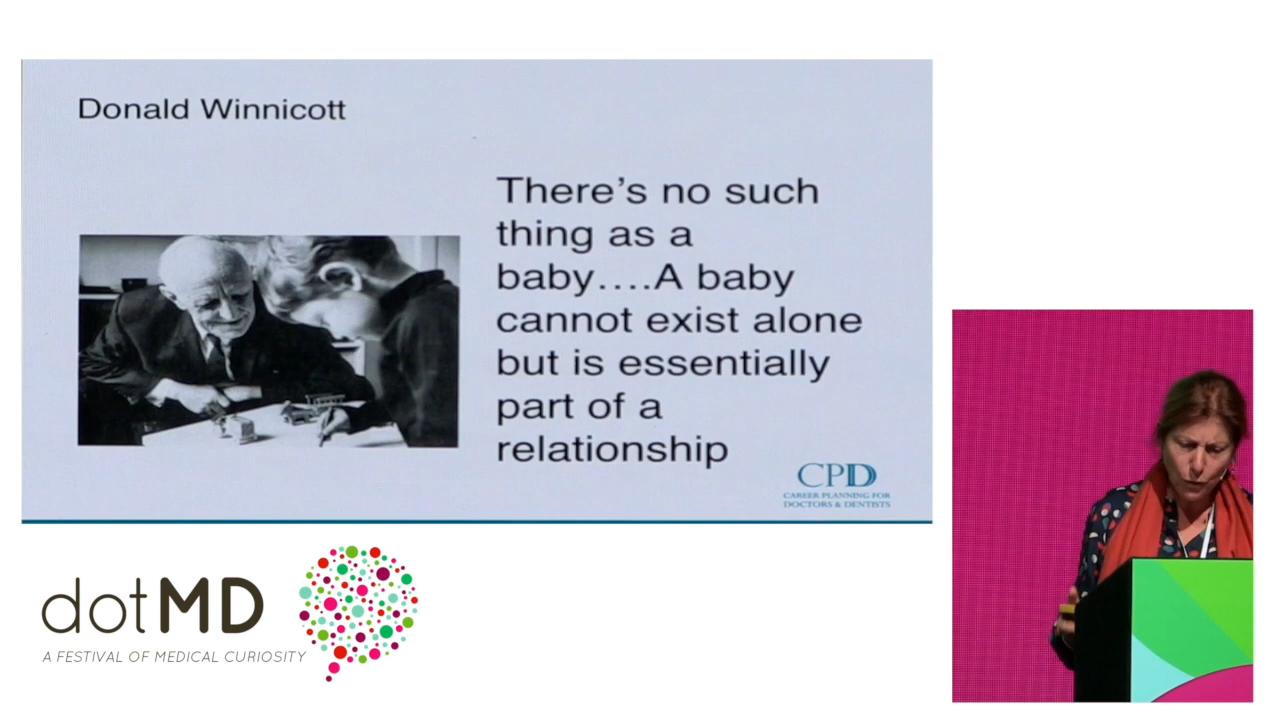 Donald Winnicott
There’s no such
thing as a
baby....A baby
cannot exist alone
but is essentially
part of a
relationship
CPDD
CAREER PLANNING FOR
DOCTORS & DENTISTS
dotMD
A FESTIVAL OF MEDICAL CURIOSITY